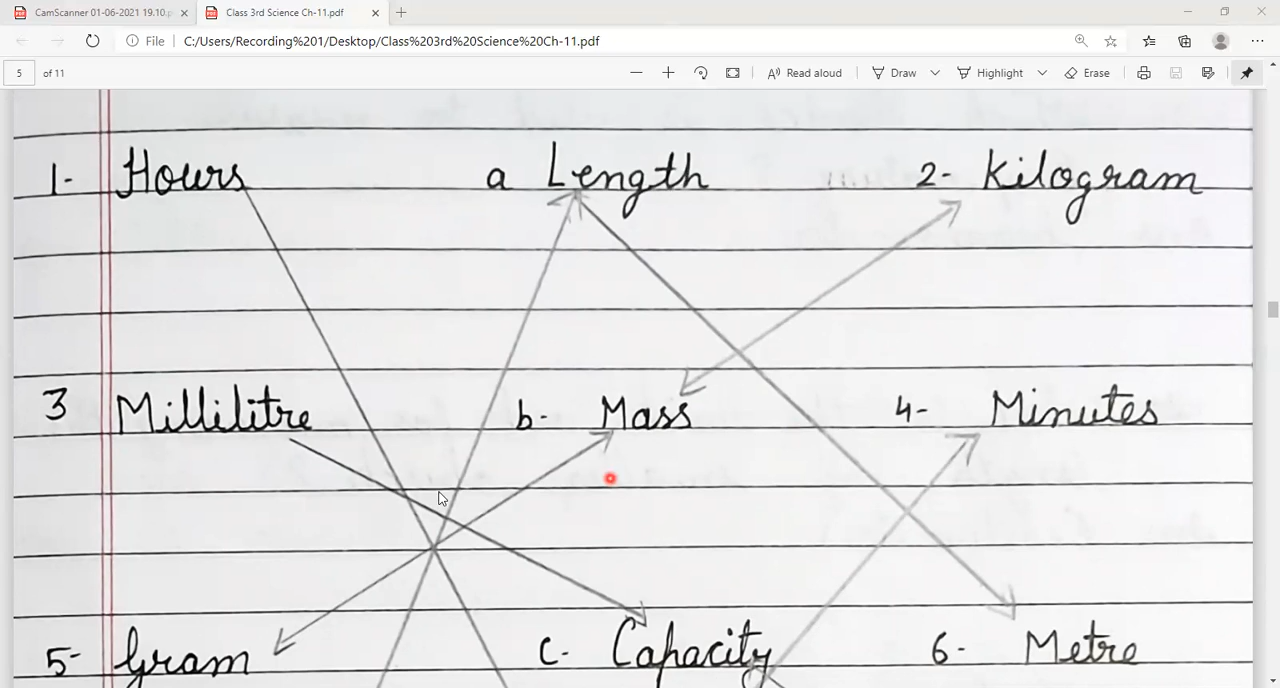 CamScanner 01-06-2021 19.10.p
Class 3rd Science Ch-11.pdf
File
C:/Users/Recording%201/Desktop/Class%203rd%20Science%20Ch-11.pdf
5 of 11
Read aloud
Draw
Highlight
Erase
1- Hours a Length 2- Kilogram
3 Millilitre b- Mass 4- Minutes
5- Gram C- Capacity 6- Metre